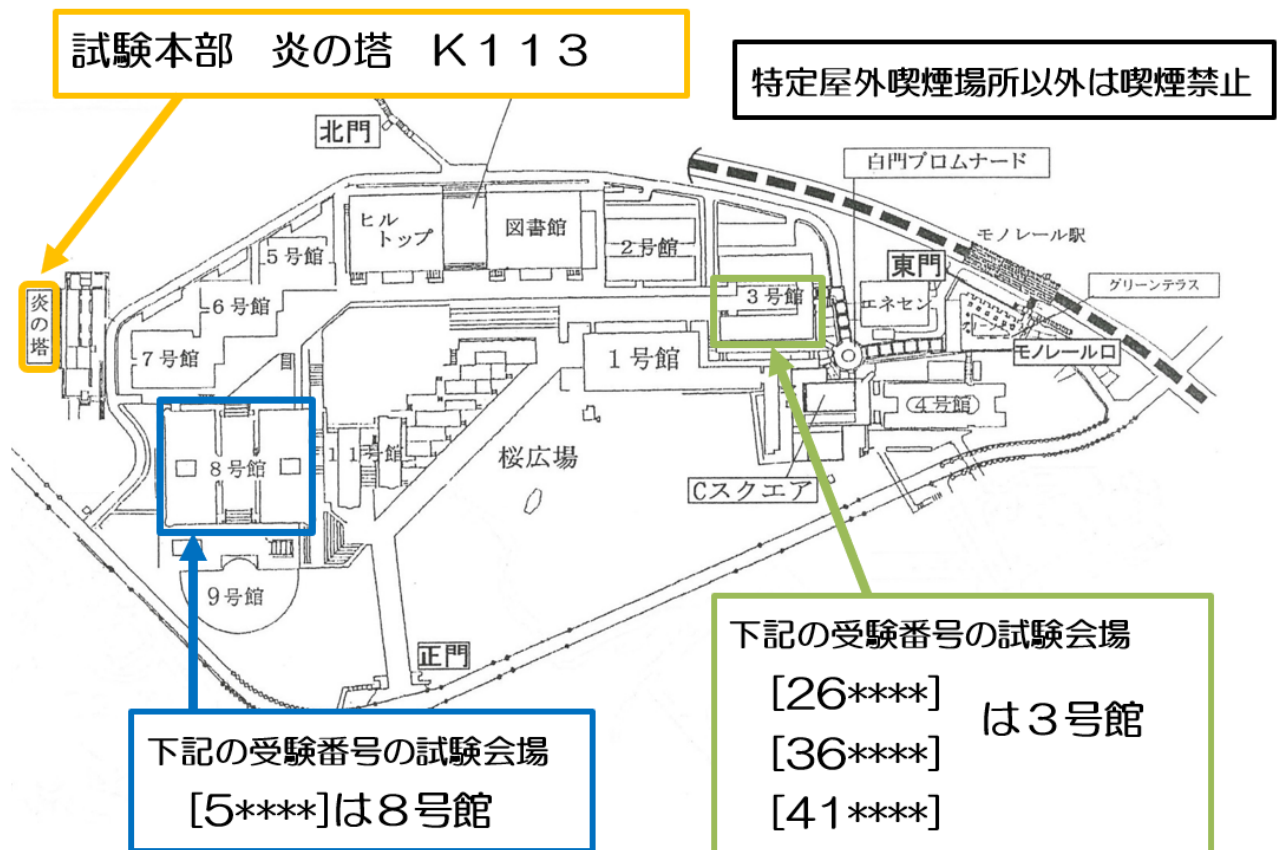 試験本部　炎の塔　Ｋ１１３
特定屋外喫煙場所以外は喫煙禁止
北門
白門プロムナード
モノレール駅
ヒル
トップ
図書館
２号館
５号館
東門
グリーンテラス
炎の塔
６号館
３号館
エネセン
７号館
１号館
モノレール口
４号館
８号館
１１号館
桜広場
Cスクエア
９号館
正門
下記の受験番号の試験会場
[26****]
[36****]
[41****]
は３号館
下記の受験番号の試験会場
[5****]は８号館